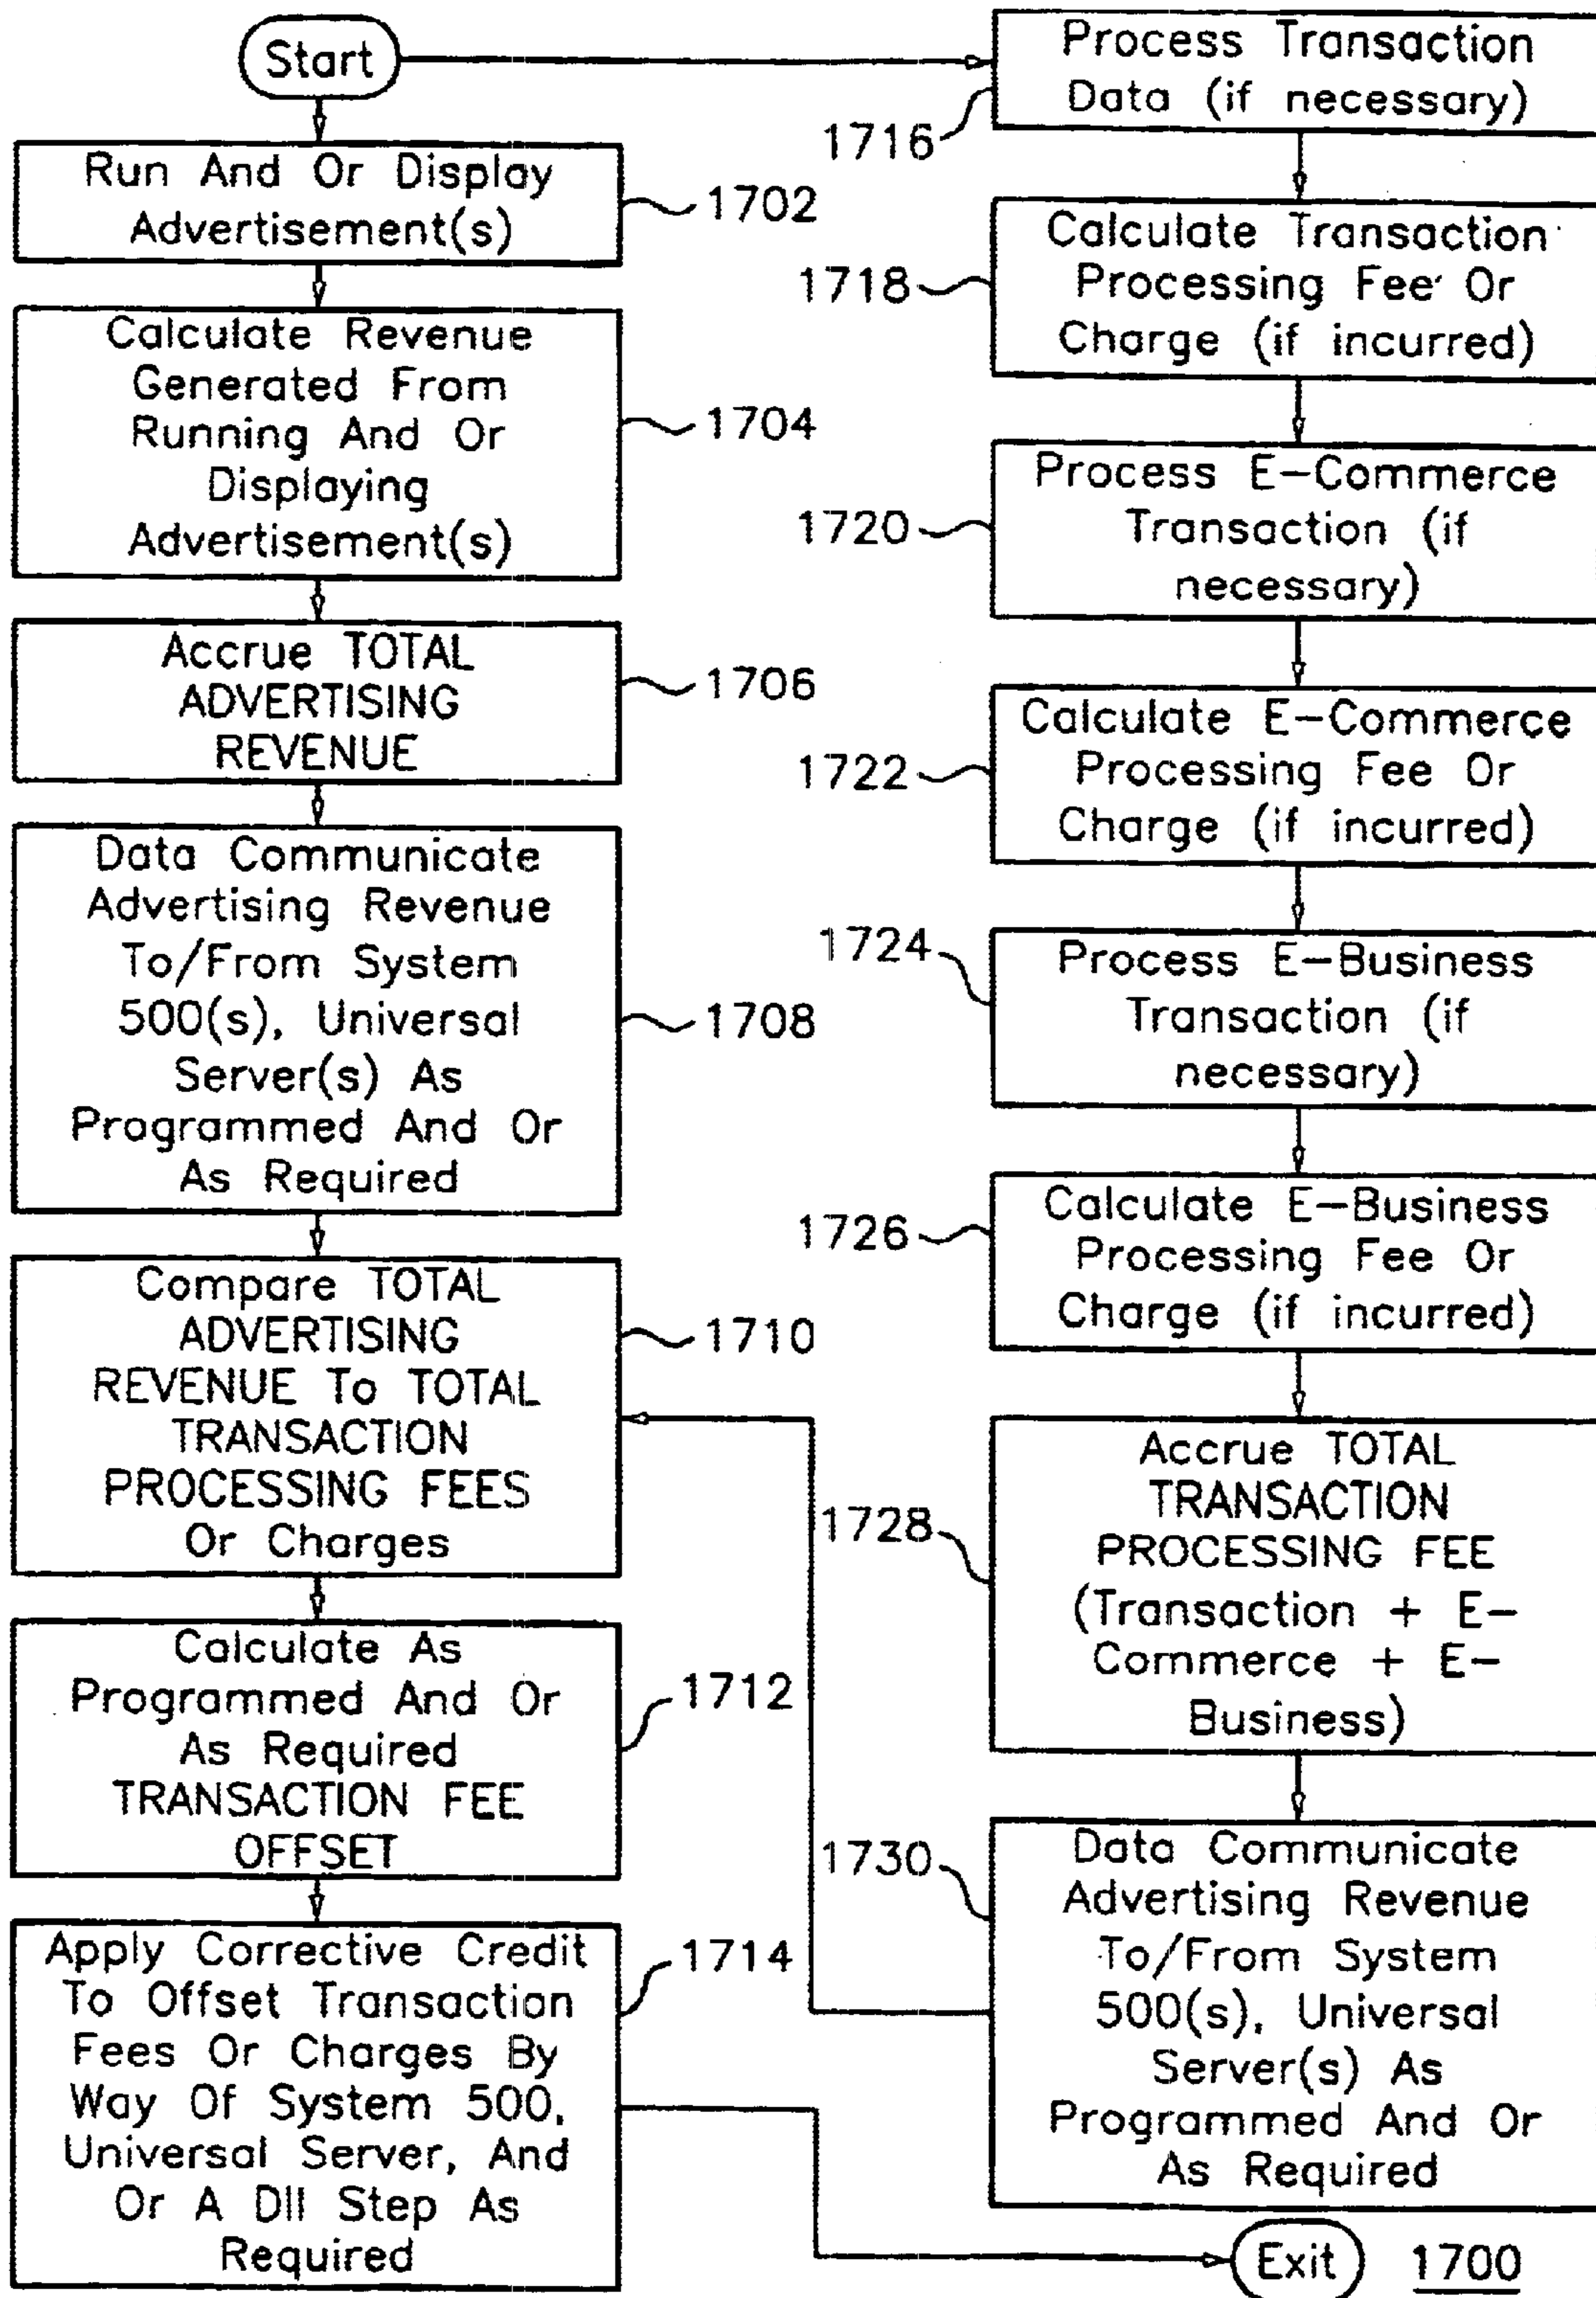 Start
Run And Or Display
Advertisement(s)
1702
Calculate Revenue
Generated From
Running And Or
Displaying
Advertisement(s)
1704
Accrue TOTAL
ADVERTISING
REVENUE
1706
Data Communicate
Advertising Revenue
To/From System
500(s), Universal
Server(s) As
Programmed And Or
As Required
1708
Compare TOTAL
ADVERTISING
REVENUE To TOTAL
TRANSACTION
PROCESSING FEES
Or Charges
1710
Calculate As
Programmed And Or
As Required
TRANSACTION FEE
OFFSET
1712
Apply Corrective Credit
To Offset Transaction
Fees Or Charges By
Way Of System 500,
Universal Server, And
Or A DII Step As
Required
1714
Process Transaction
Data (if necessary)
1716
Calculate Transaction
Processing Fee Or
Charge (if incurred)
1718
Process E-Commerce
Transaction (if
necessary)
1720
Calculate E-Commerce
Processing Fee Or
Charge (if incurred)
1722
Process E-Business
Transaction (if
necessary)
1724
Calculate E-Business
Processing Fee Or
Charge (if incurred)
1726
Accrue TOTAL
TRANSACTION
PROCESSING FEE
(Transaction + E-
Commerce + E-
Business)
1728
Data Communicate
Advertising Revenue
To/From System
500(s), Universal
Server(s) As
Programmed And Or
As Required
1730
Exit
1700